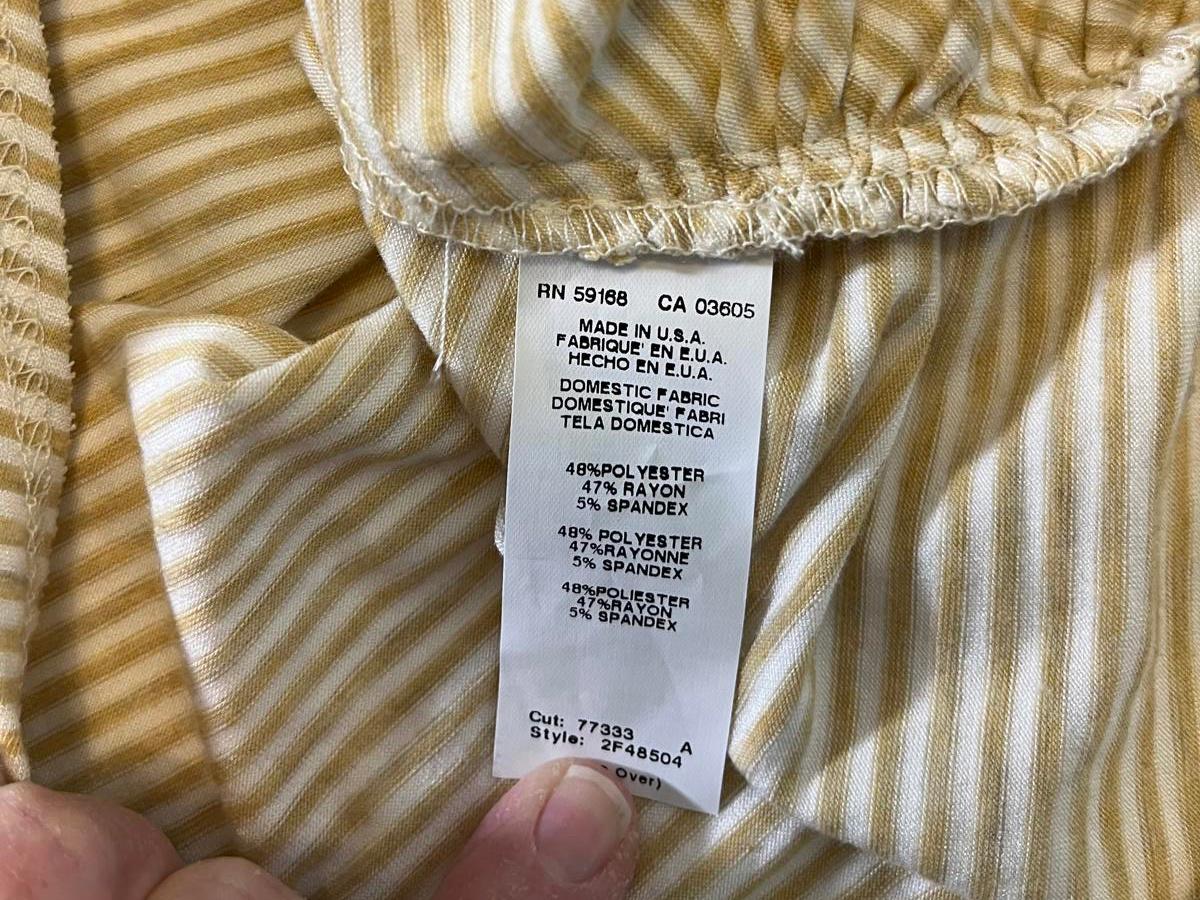 RN 59168 CA 03605
MADE IN U.S.A.
FABRIQUE' EN E.U.A.
HECHO EN E.U.A.
DOMESTIC FABRIC
DOMESTIQUE' FABRI
TELA DOMESTICA
48%POLYESTER
47% RAYON
5% SPANDEX
48% POLYESTER
47%RAYONNE
5% SPANDEX
48%POLIESTER
47%RAYON
5% SPANDEX
Cut: 77333 A
Style: 2F48504
Over)